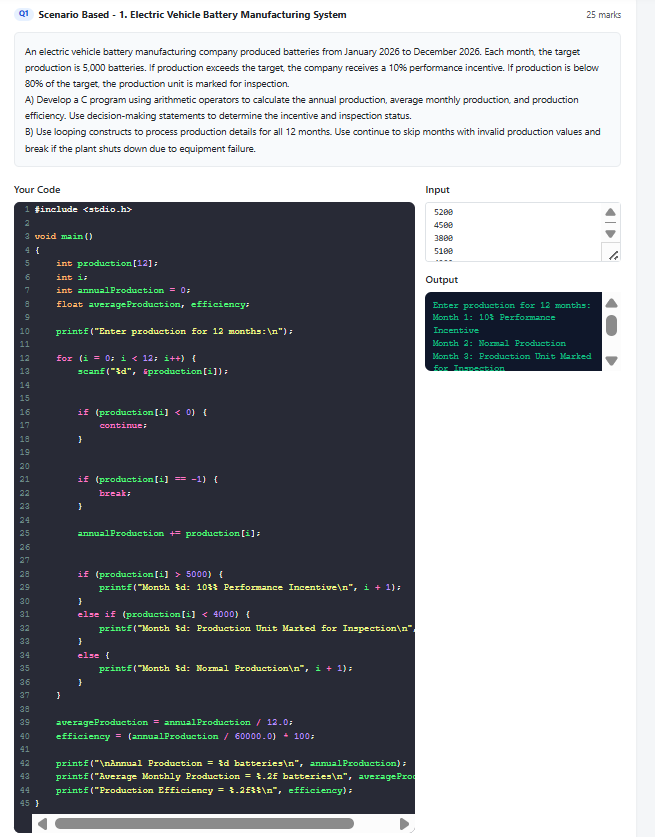 Q1 Scenario Based - 1. Electric Vehicle Battery Manufacturing System 25 marks
An electric vehicle battery manufacturing company produced batteries from January 2026 to December 2026. Each month, the target
production is 5,000 batteries. If production exceeds the target, the company receives a 10% performance incentive. If production is below
80% of the target, the production unit is marked for inspection.
A) Develop a C program using arithmetic operators to calculate the annual production, average monthly production, and production
efficiency. Use decision-making statements to determine the incentive and inspection status.
B) Use looping constructs to process production details for all 12 months. Use continue to skip months with invalid production values and
break if the plant shuts down due to equipment failure.
Your Code
1 #include <stdio.h>
2
3 void main()
4 {
5     int production[12];
6     int i;
7     int annualProduction = 0;
8     float averageProduction, efficiency;
9
10     printf("Enter production for 12 months:\n");
11
12     for (i = 0; i < 12; i++) {
13         scanf("%d", &production[i]);
14
15
16         if (production[i] < 0) {
17             continue;
18         }
19
20
21         if (production[i] == -1) {
22             break;
23         }
24
25         annualProduction += production[i];
26
27
28         if (production[i] > 5000) {
29             printf("Month %d: 10%% Performance Incentive\n", i + 1);
30         }
31         else if (production[i] < 4000) {
32             printf("Month %d: Production Unit Marked for Inspection\n",
33         }
34         else {
35             printf("Month %d: Normal Production\n", i + 1);
36         }
37     }
38
39     averageProduction = annualProduction / 12.0;
40     efficiency = (annualProduction / 60000.0) * 100;
41
42     printf("\nAnnual Production = %d batteries\n", annualProduction);
43     printf("Average Monthly Production = %.2f batteries\n", averagePro
44     printf("Production Efficiency = %.2f%%\n", efficiency);
45 }
Input
5200
4500
3800
5100
Output
Enter production for 12 months:
Month 1: 10% Performance
Incentive
Month 2: Normal Production
Month 3: Production Unit Marked
for Inspection